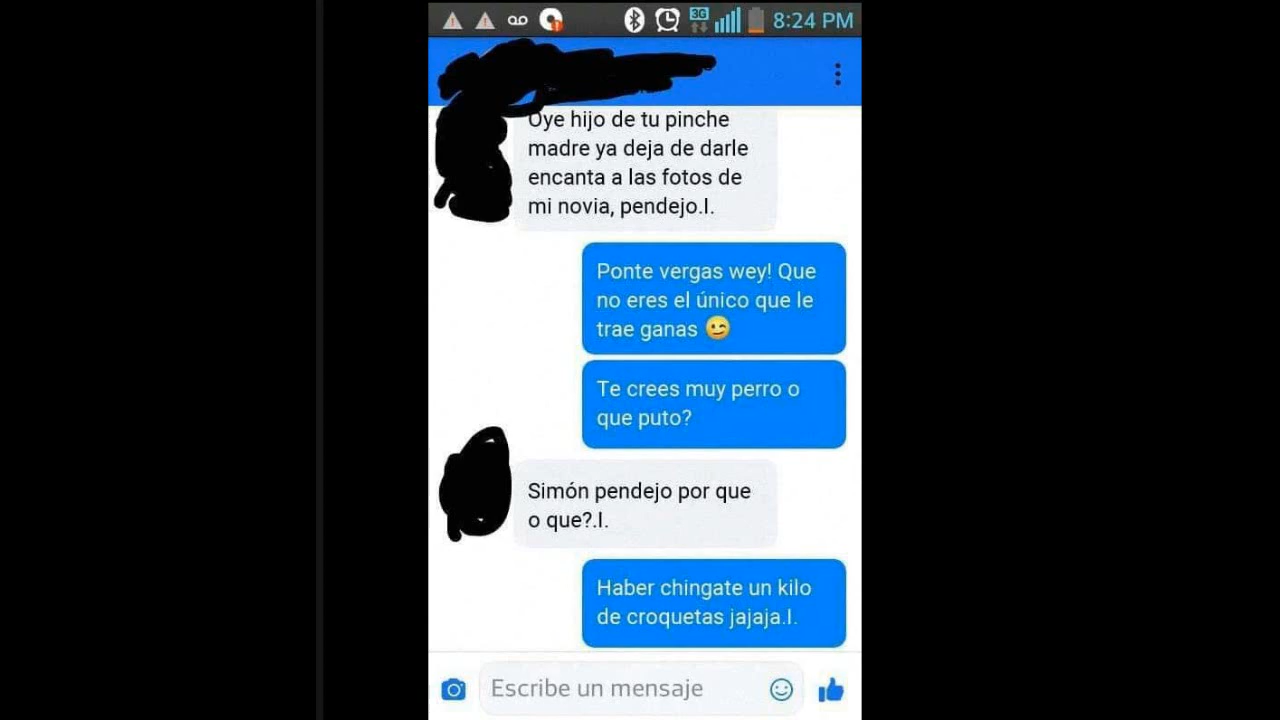 3G 8:24 PM
Oye hijo de tu pinche
madre ya deja de darle
encanta a las fotos de
mi novia, pendejo.I.
Ponte vergas wey! Que
no eres el único que le
trae ganas 😉
Te crees muy perro o
que puto?
Simón pendejo por que
o que?.I.
Haber chingate un kilo
de croquetas jajaja.I.
Escribe un mensaje